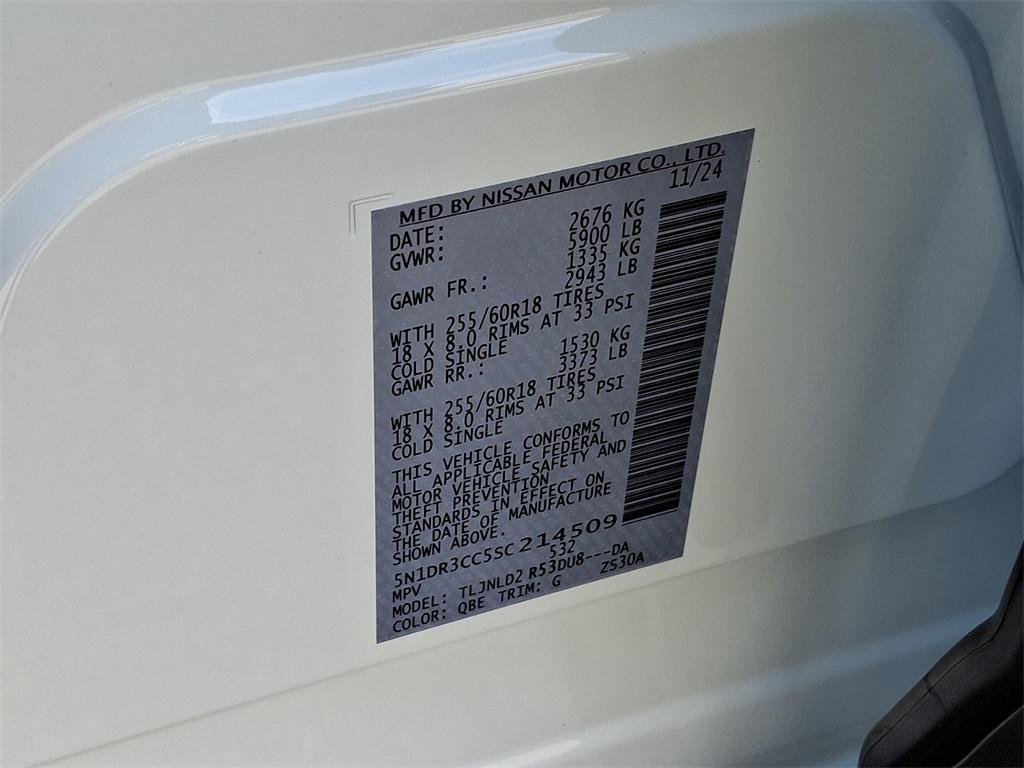 MFD BY NISSAN MOTOR CO., LTD.
DATE: 11/24
GVWR: 2676 KG
5900 LB
GAWR FR.: 1335 KG
2943 LB
WITH 255/60R18 TIRES
18 X 8.0 RIMS AT 33 PSI
COLD SINGLE
GAWR RR.: 1530 KG
3373 LB
WITH 255/60R18 TIRES
18 X 8.0 RIMS AT 33 PSI
COLD SINGLE
THIS VEHICLE CONFORMS TO
ALL APPLICABLE FEDERAL
MOTOR VEHICLE SAFETY AND
THEFT PREVENTION
STANDARDS IN EFFECT ON
THE DATE OF MANUFACTURE
SHOWN ABOVE.
5N1DR3CC5SC214509
MPV 532
MODEL: TLJNLD2 R53DU8---DA
COLOR: QBE TRIM: G ZS30A